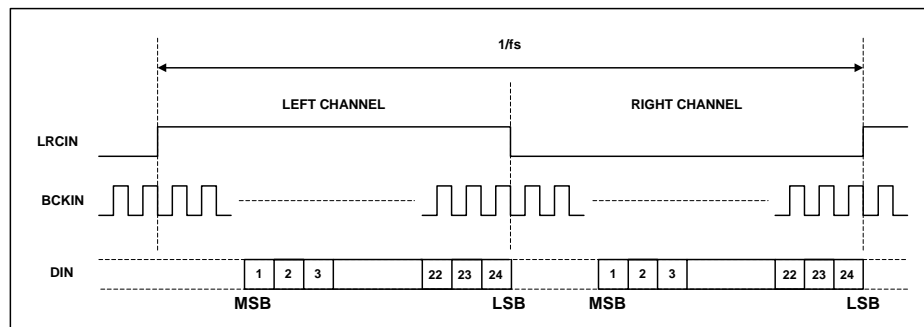 1/fs
LEFT CHANNEL RIGHT CHANNEL
LRCIN
BCKIN
DIN 1 2 3 22 23 24 1 2 3 22 23 24
MSB LSB MSB LSB